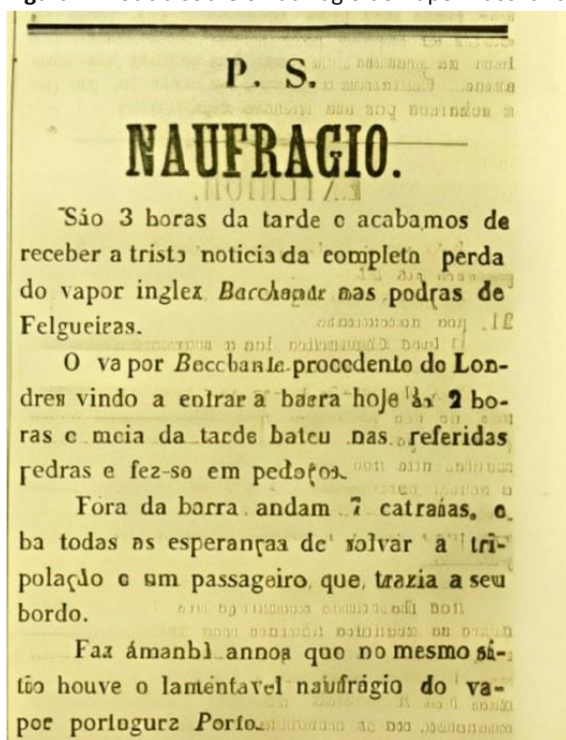 P. S.
NAUFRAGIO.
São 3 horas da tarde e acabamos de
receber a triste noticia da completa perda
do vapor inglez Bacchante nas pedras de
Felgueiras.
O vapor Bacchante procedente de Lon-
dres vindo a entrar a barra hoje ás 2 ho-
ras e meia da tarde bateu nas referidas
pedras e fez-se em pedaços.
Fóra da barra andam 7 catraias, e
ha todas as esperanças de salvar a tri-
polação e um passageiro que trazia a seu
bordo.
Faz ámanhã annos que no mesmo si-
tio houve o lamentavel naufrágio do va-
por portuguez Porto.